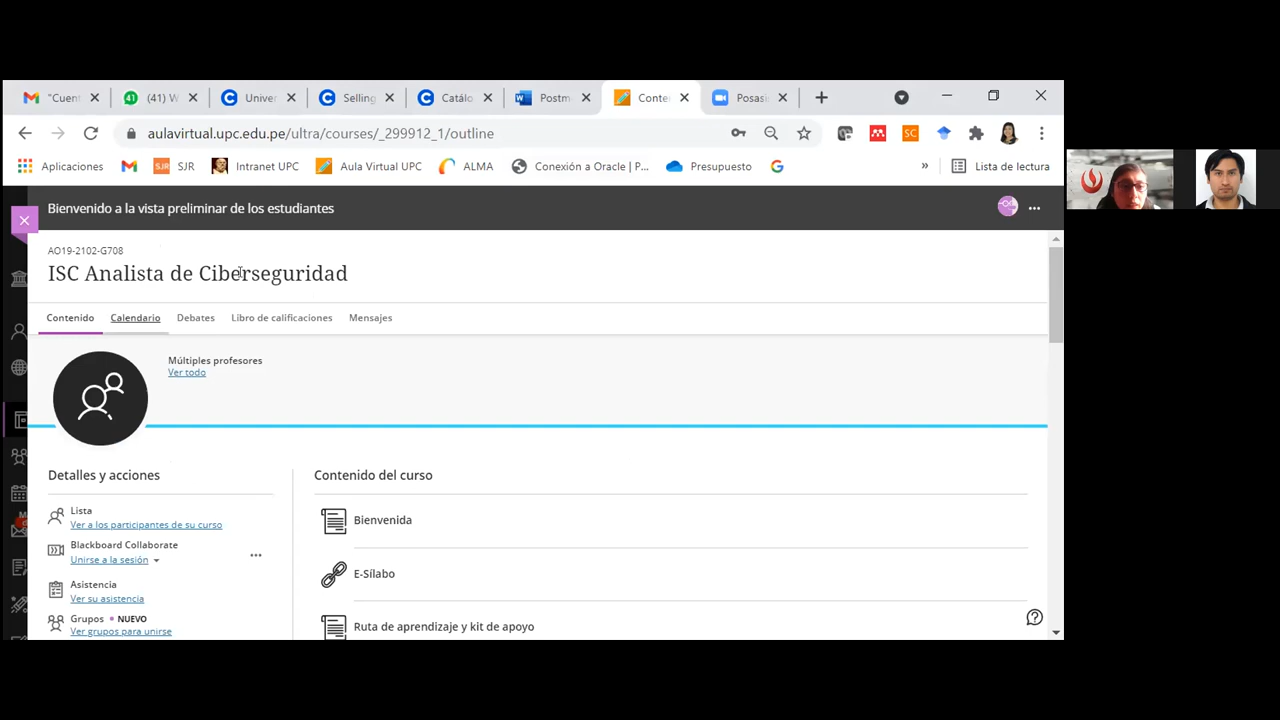 "Cuen
(41) W
Univer
Selling
Catálo
Postm
Conte
Posasi
aulavirtual.upc.edu.pe/ultra/courses/_299912_1/outline
SC
Aplicaciones
SJR
SJR
Intranet UPC
Aula Virtual UPC
ALMA
Conexión a Oracle | P...
Presupuesto
»
Lista de lectura
Bienvenido a la vista preliminar de los estudiantes
AO19-2102-G708
ISC Analista de Ciberseguridad
Contenido
Calendario
Debates
Libro de calificaciones
Mensajes
Múltiples profesores
Ver todo
Detalles y acciones
Lista
Ver a los participantes de su curso
Blackboard Collaborate
Unirse a la sesión
Asistencia
Ver su asistencia
Grupos • NUEVO
Ver grupos para unirse
Contenido del curso
Bienvenida
E-Sílabo
Ruta de aprendizaje y kit de apoyo